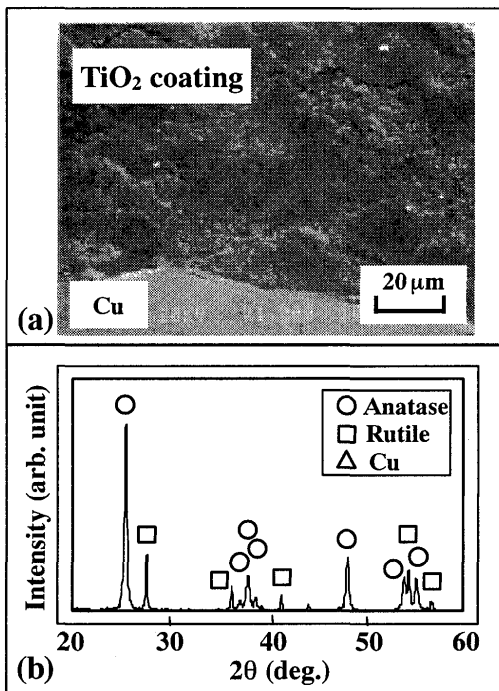 TiO₂ coating
20 μm
Cu
(a)
Intensity (arb. unit)
Anatase
Rutile
Cu
20 30 40 50 60
2θ (deg.)
(b)